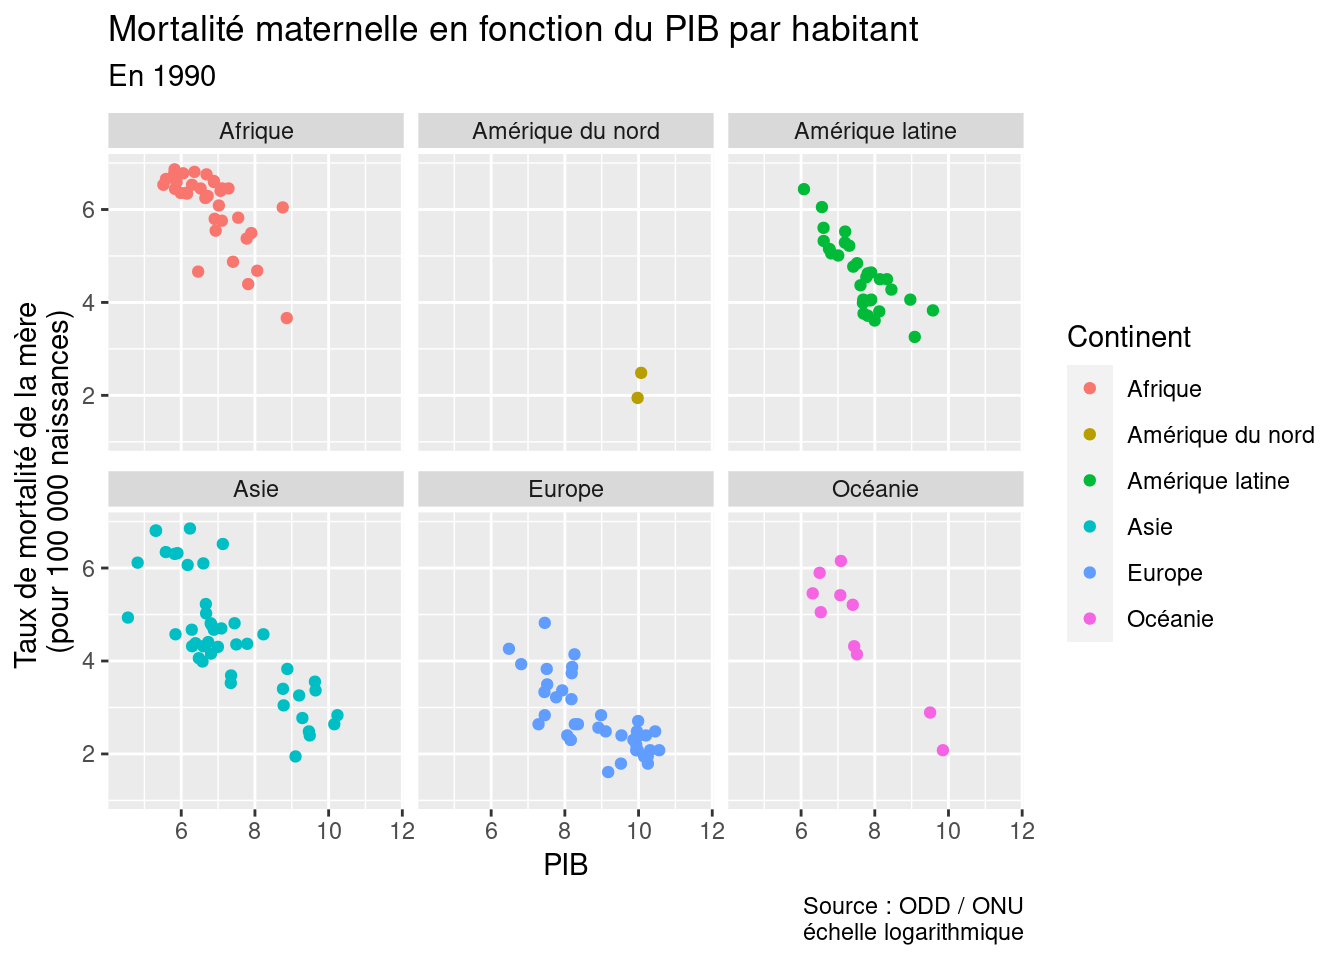 Mortalité maternelle en fonction du PIB par habitant
En 1990
Afrique
Amérique du nord
Amérique latine
6
4
2
Asie
Europe
Océanie
6
4
2
6 8 10 12
6 8 10 12
6 8 10 12
Taux de mortalité de la mère
(pour 100 000 naissances)
PIB
Continent
Afrique
Amérique du nord
Amérique latine
Asie
Europe
Océanie
Source : ODD / ONU
échelle logarithmique